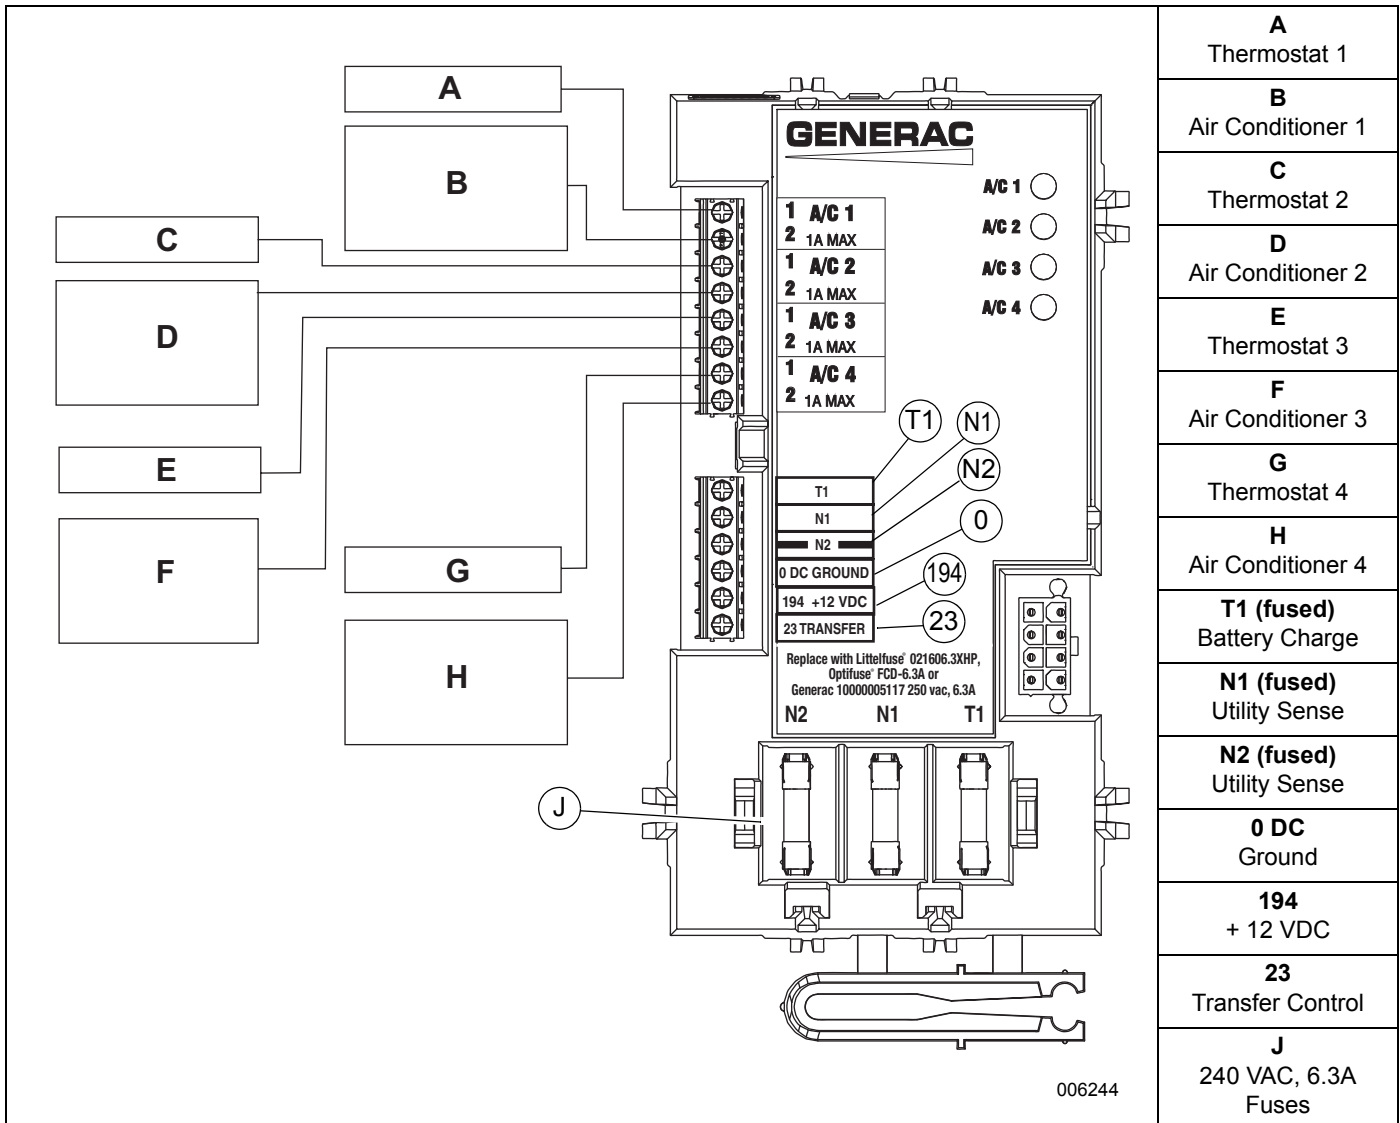 A
B
C
D
E
F
G
H
GENERAC
A/C 1
A/C 2
A/C 3
A/C 4
1 A/C 1
2 1A MAX
1 A/C 2
2 1A MAX
1 A/C 3
2 1A MAX
1 A/C 4
2 1A MAX
T1
N1
N2
0
194
23
T1
N1
N2
0 DC GROUND
194 +12 VDC
23 TRANSFER
Replace with Littelfuse® 021606.3XHP,
Optifuse® FCD-6.3A or
Generac 10000005117 250 vac, 6.3A
N2 N1 T1
J
006244
A
Thermostat 1
B
Air Conditioner 1
C
Thermostat 2
D
Air Conditioner 2
E
Thermostat 3
F
Air Conditioner 3
G
Thermostat 4
H
Air Conditioner 4
T1 (fused)
Battery Charge
N1 (fused)
Utility Sense
N2 (fused)
Utility Sense
0 DC
Ground
194
+ 12 VDC
23
Transfer Control
J
240 VAC, 6.3A
Fuses